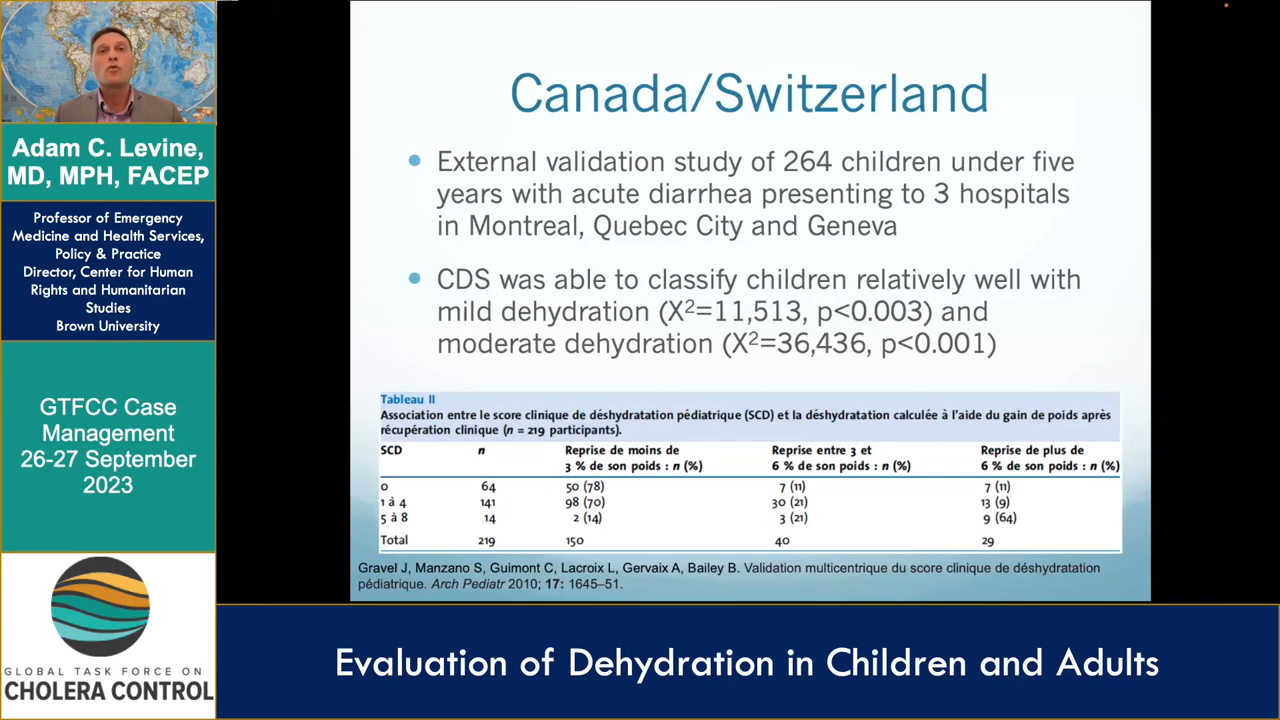 Adam C. Levine,
MD, MPH, FACEP
Professor of Emergency
Medicine and Health Services,
Policy & Practice
Director, Center for Human
Rights and Humanitarian
Studies
Brown University
GTFCC Case
Management
26-27 September
2023
GLOBAL TASK FORCE ON
CHOLERA CONTROL
Canada/Switzerland
• External validation study of 264 children under five
years with acute diarrhea presenting to 3 hospitals
in Montreal, Quebec City and Geneva
• CDS was able to classify children relatively well with
mild dehydration (X²=11,513, p<0.003) and
moderate dehydration (X²=36,436, p<0.001)
Tableau II
Association entre le score clinique de déshydratation pédiatrique (SCD) et la déshydratation calculée à l'aide du gain de poids après
récupération clinique (n = 219 participants).
SCD n Reprise de moins de Reprise entre 3 et Reprise de plus de
3 % de son poids : n (%) 6 % de son poids : n (%) 6 % de son poids : n (%)
0 64 50 (78) 7 (11) 7 (11)
1 à 4 141 98 (70) 30 (21) 13 (9)
5 à 8 14 2 (14) 3 (21) 9 (64)
Total 219 150 40 29
Gravel J, Manzano S, Guimont C, Lacroix L, Gervaix A, Bailey B. Validation multicentrique du score clinique de déshydratation
pédiatrique. Arch Pediatr 2010; 17: 1645–51.
Evaluation of Dehydration in Children and Adults